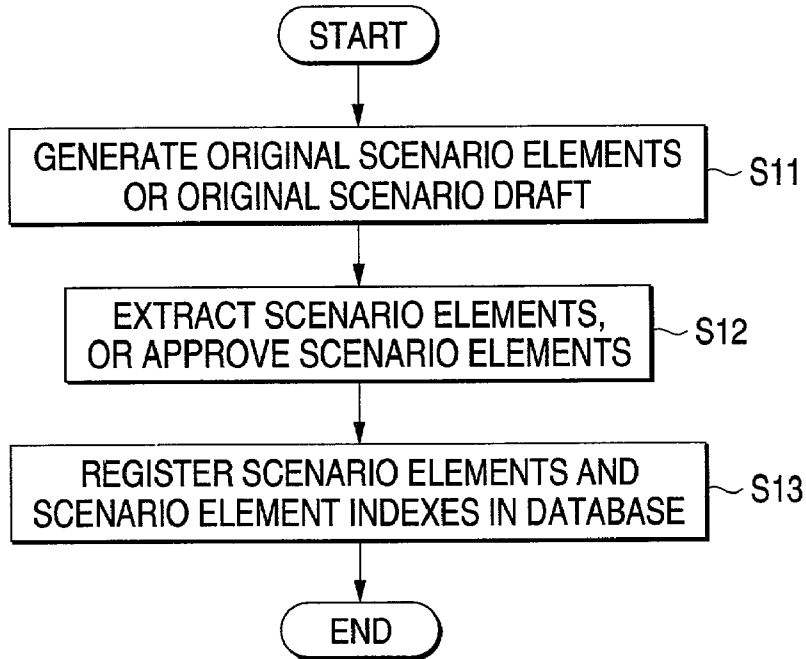 START
GENERATE ORIGINAL SCENARIO ELEMENTS
OR ORIGINAL SCENARIO DRAFT
S11
EXTRACT SCENARIO ELEMENTS,
OR APPROVE SCENARIO ELEMENTS
S12
REGISTER SCENARIO ELEMENTS AND
SCENARIO ELEMENT INDEXES IN DATABASE
S13
END